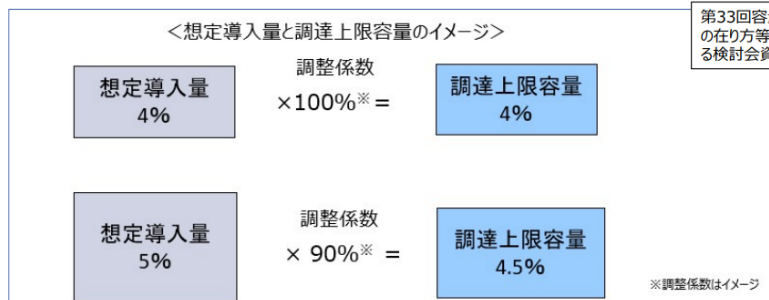 第33回容
の在り方等
る検討会資
＜想定導入量と調達上限容量のイメージ＞
想定導入量
4%
調整係数
×100%※＝
調達上限容量
4%
想定導入量
5%
調整係数
× 90%※ ＝
調達上限容量
4.5%
※調整係数はイメージ